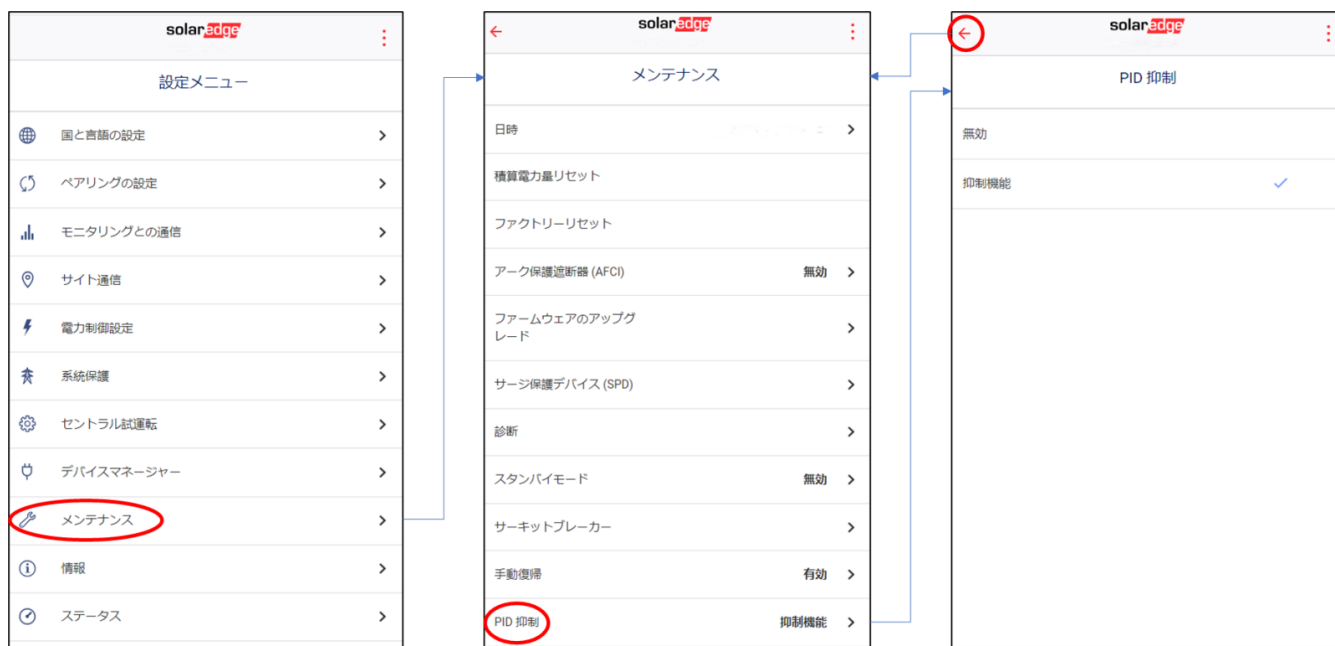 solaredge
設定メニュー
国と言語の設定
ペアリングの設定
モニタリングとの通信
サイト通信
電力制御設定
系統保護
セントラル試運転
デバイスマネージャー
メンテナンス
情報
ステータス
solaredge
メンテナンス
日時
積算電力量リセット
ファクトリーリセット
アーク保護遮断器 (AFCI) 無効
ファームウェアのアップグ
レード
サージ保護デバイス (SPD)
診断
スタンバイモード 無効
サーキットブレーカー
手動復帰 有効
PID 抑制 抑制機能
solaredge
PID 抑制
無効
抑制機能